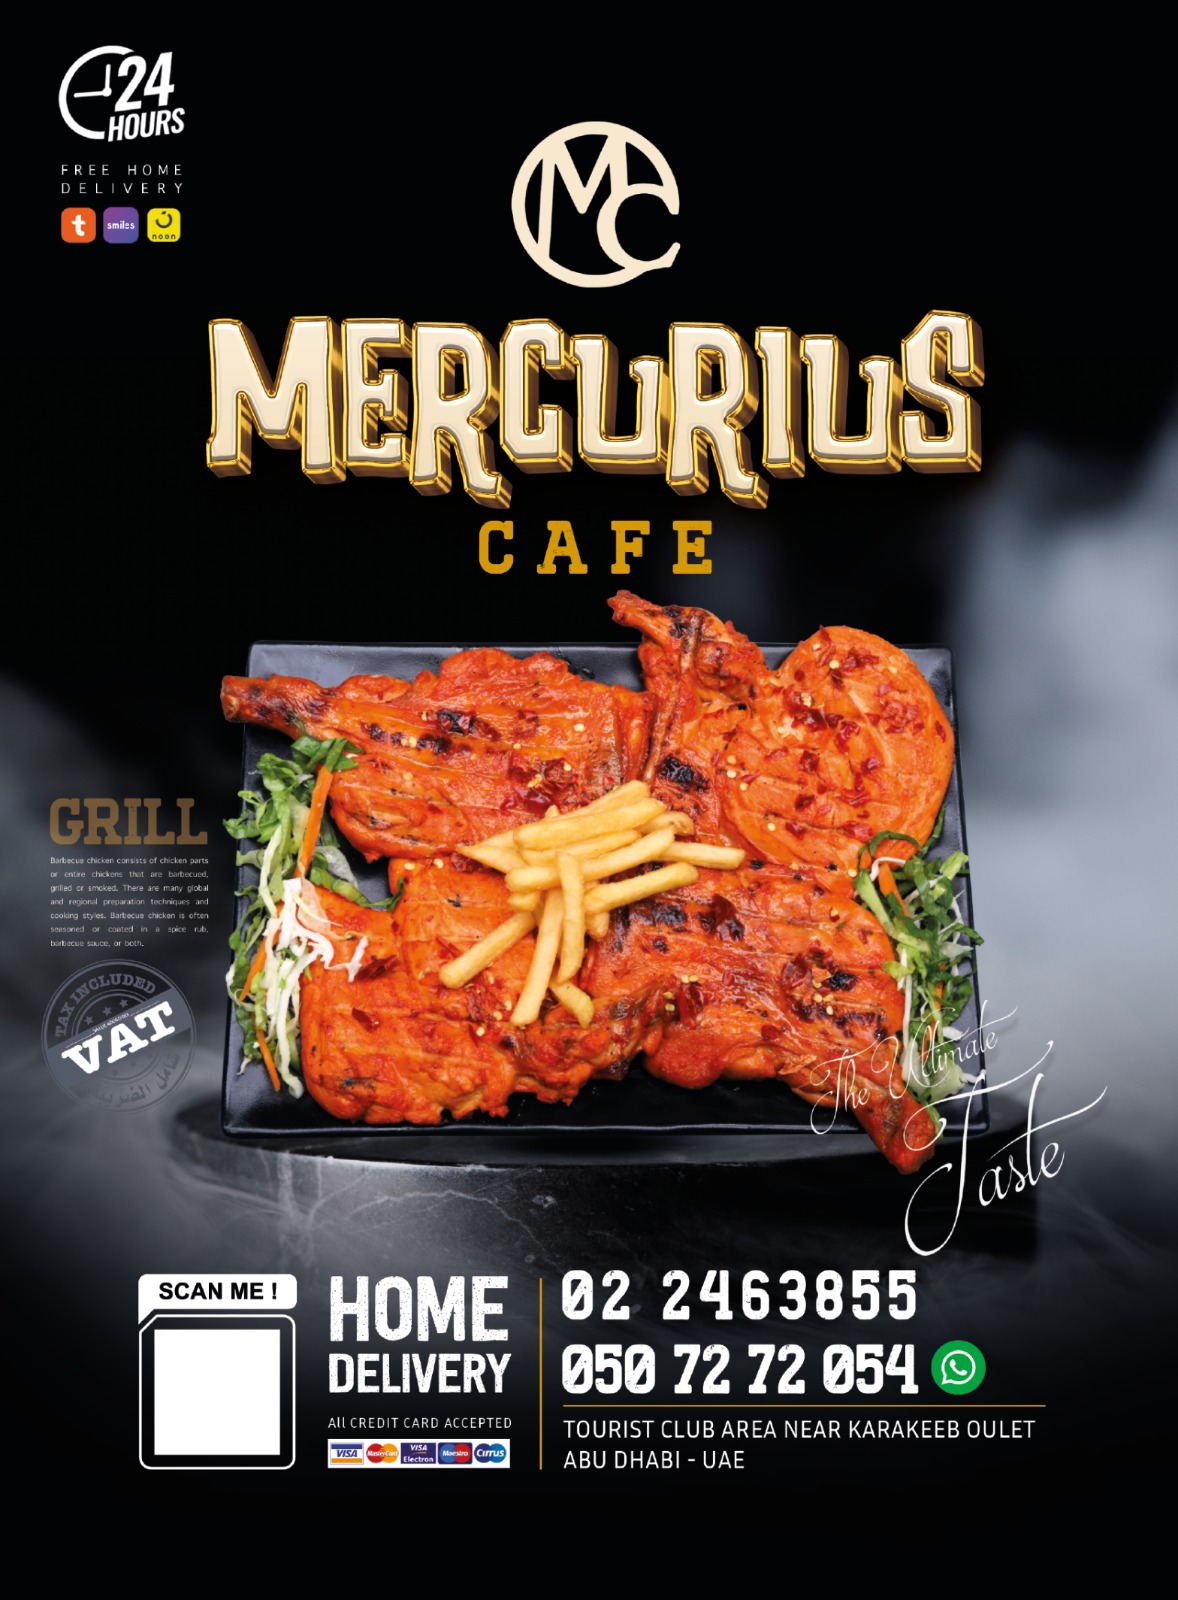 24
HOURS
FREE HOME
DELIVERY
t
smiles
noon
MC
MERCURIUS
CAFE
GRILL
Barbecue chicken consists of chicken parts
or entire chickens that are barbecued,
grilled or smoked. There are many global
and regional preparation techniques and
cooking styles. Barbecue chicken is often
seasoned or coated in a spice rub,
barbecue sauce, or both.
TAX INCLUDED
VAT
شامل الضريبة
The Ultimate
Taste
SCAN ME !
HOME
DELIVERY
All CREDIT CARD ACCEPTED
VISA MasterCard VISA Electron Maestro Cirrus
02 2463855
050 72 72 054
TOURIST CLUB AREA NEAR KARAKEEB OULET
ABU DHABI - UAE